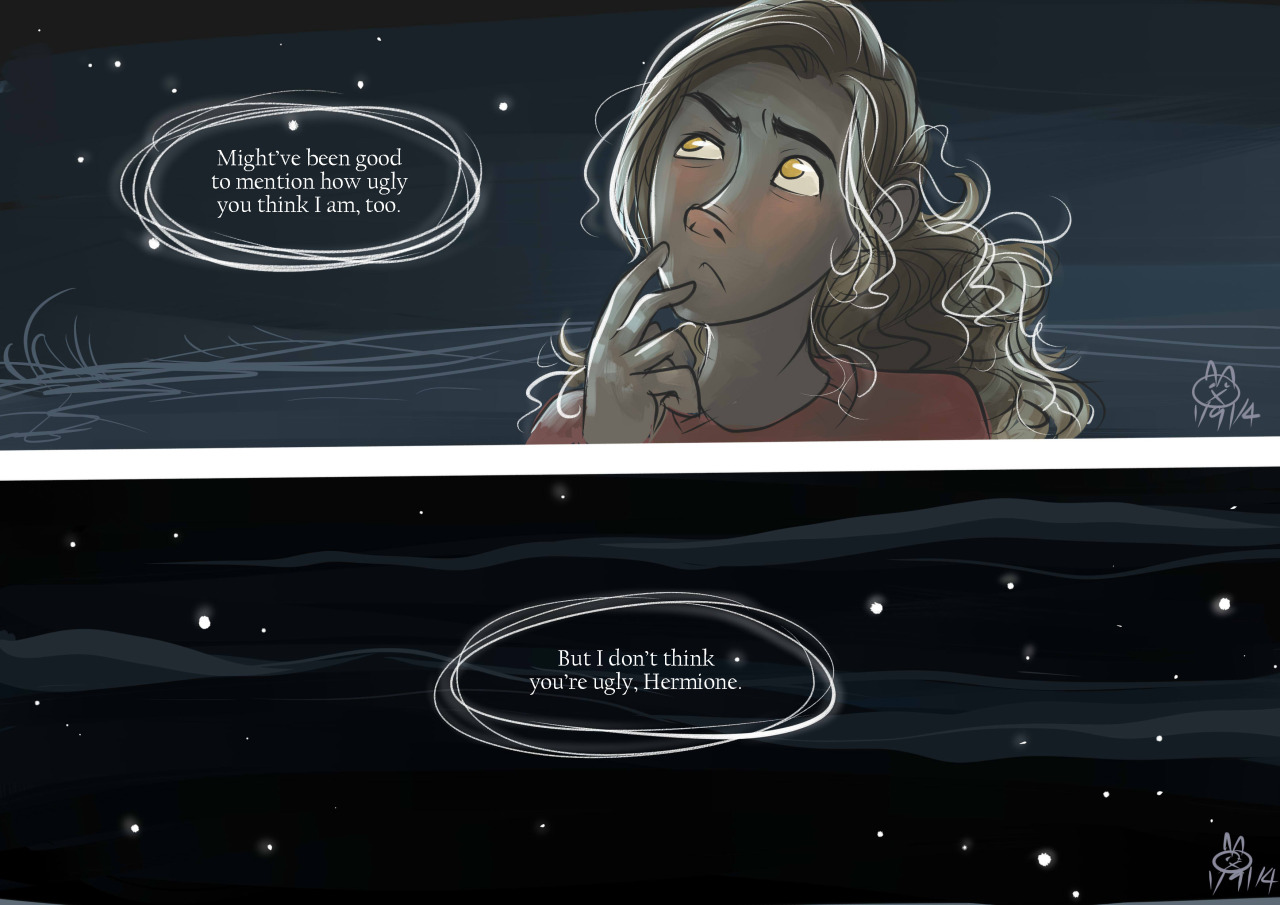 Might've been good
to mention how ugly
you think I am, too.
But I don't think
you're ugly, Hermione.